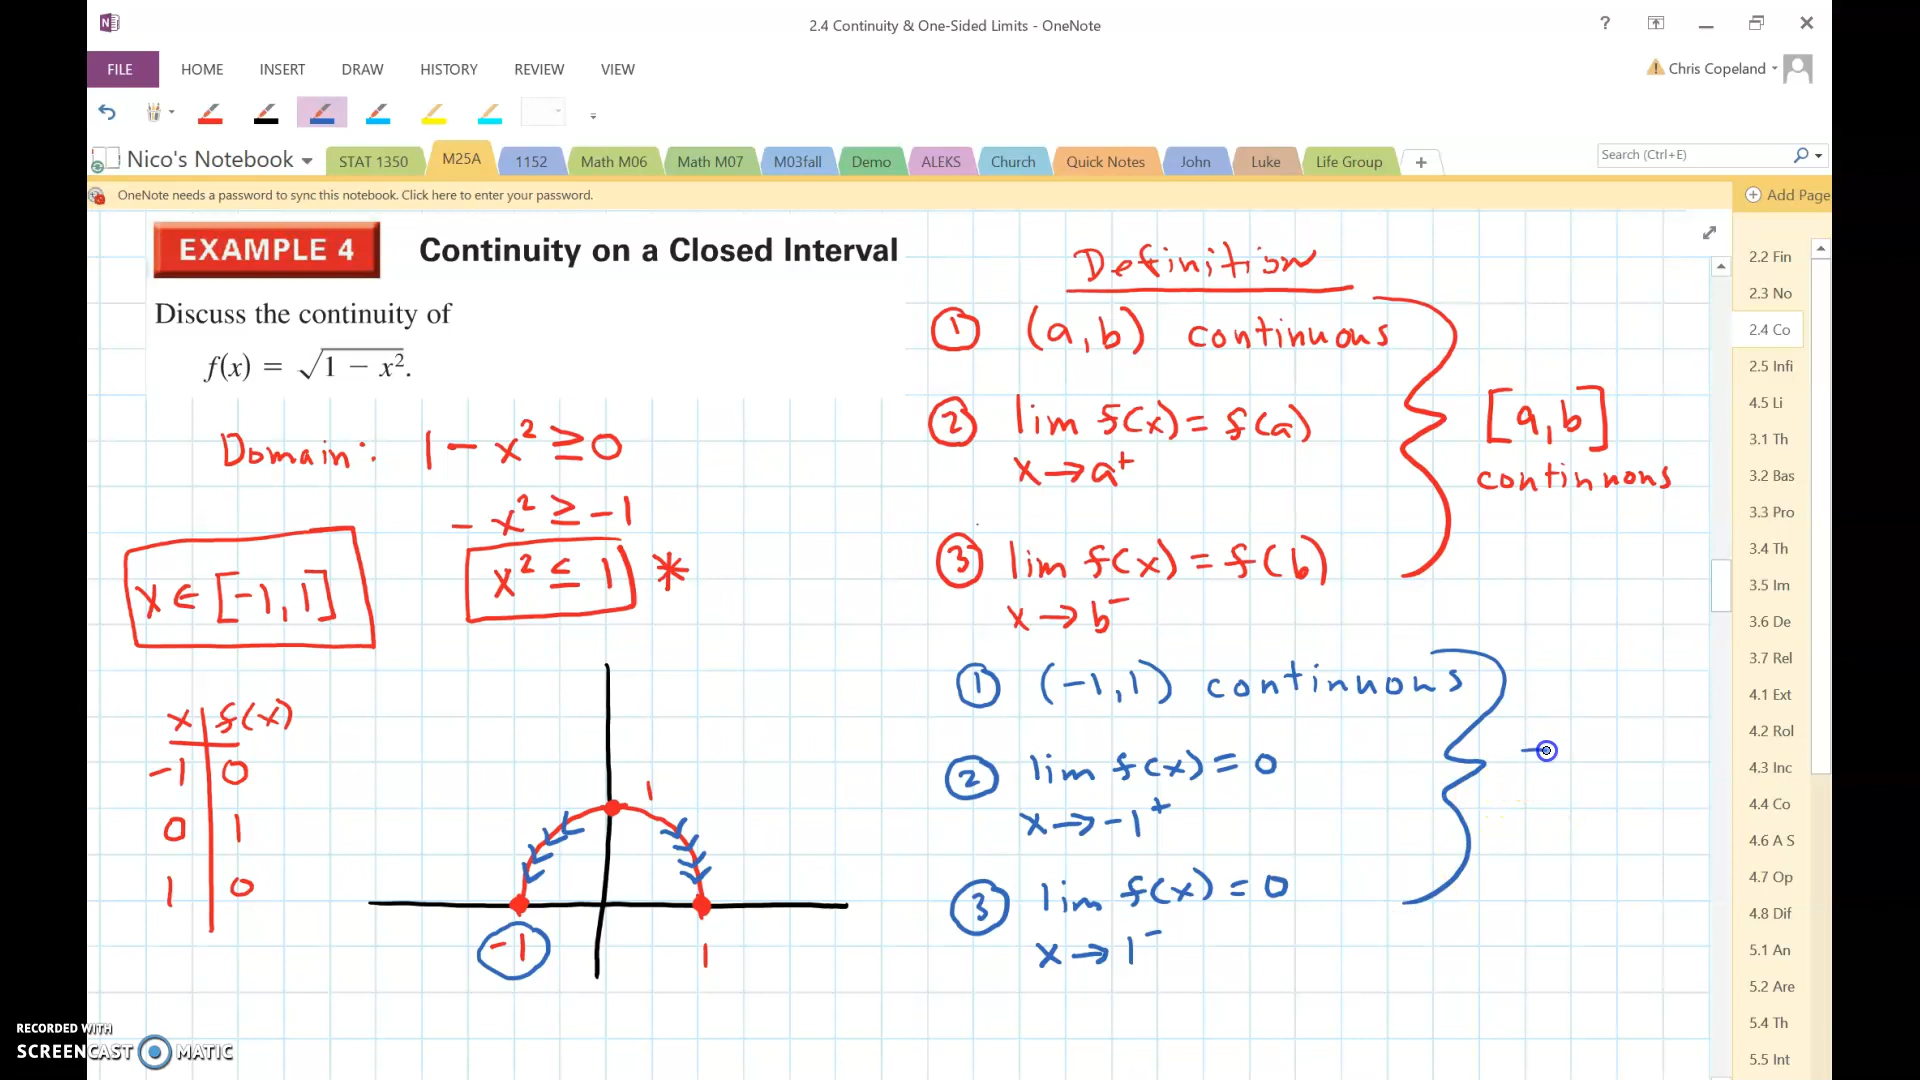 2.4 Continuity & One-Sided Limits - OneNote
FILE HOME INSERT DRAW HISTORY REVIEW VIEW
Chris Copeland
Nico's Notebook
STAT 1350 M25A 1152 Math M06 Math M07 M03fall Demo ALEKS Church Quick Notes John Luke Life Group
Search (Ctrl+E)
OneNote needs a password to sync this notebook. Click here to enter your password.
Add Page
EXAMPLE 4 Continuity on a Closed Interval
Discuss the continuity of
f(x) = √(1 − x²).
Domain: 1 − x² ≥ 0
− x² ≥ −1
x² ≤ 1 *
x ∈ [−1, 1]
x f(x)
−1 0
0 1
1 0
1
−1 1
Definition
① (a, b) continuous
② lim f(x) = f(a)
x → a⁺
③ lim f(x) = f(b)
x → b⁻
[a, b]
continuous
① (−1, 1) continuous
② lim f(x) = 0
x → −1⁺
③ lim f(x) = 0
x → 1⁻
2.2 Fin
2.3 No
2.4 Co
2.5 Infi
4.5 Li
3.1 Th
3.2 Bas
3.3 Pro
3.4 Th
3.5 Im
3.6 De
3.7 Rel
4.1 Ext
4.2 Rol
4.3 Inc
4.4 Co
4.6 A S
4.7 Op
4.8 Dif
5.1 An
5.2 Are
5.4 Th
5.5 Int
RECORDED WITH
SCREENCAST MATIC